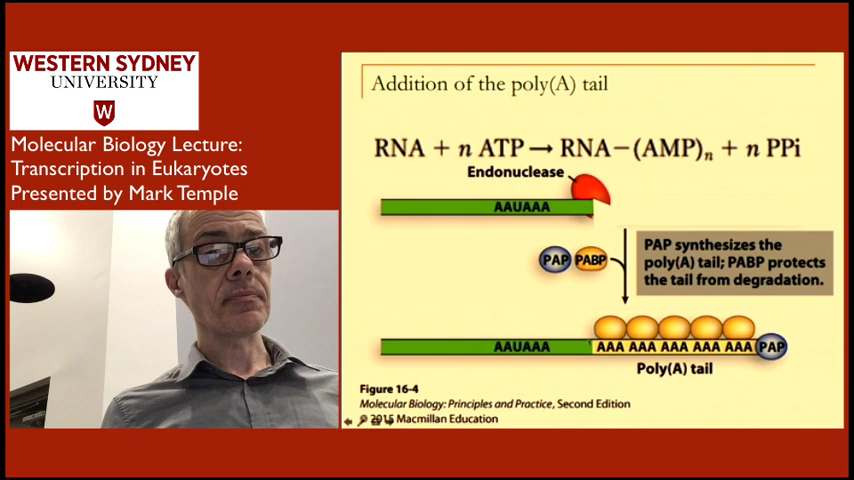 WESTERN SYDNEY
UNIVERSITY
W
Molecular Biology Lecture:
Transcription in Eukaryotes
Presented by Mark Temple
Addition of the poly(A) tail
RNA + n ATP → RNA–(AMP)n + n PPi
Endonuclease
AAUAAA
PAP PABP
PAP synthesizes the
poly(A) tail; PABP protects
the tail from degradation.
AAUAAA AAA AAA AAA AAA AAA PAP
Poly(A) tail
Figure 16-4
Molecular Biology: Principles and Practice, Second Edition
© 2015 Macmillan Education